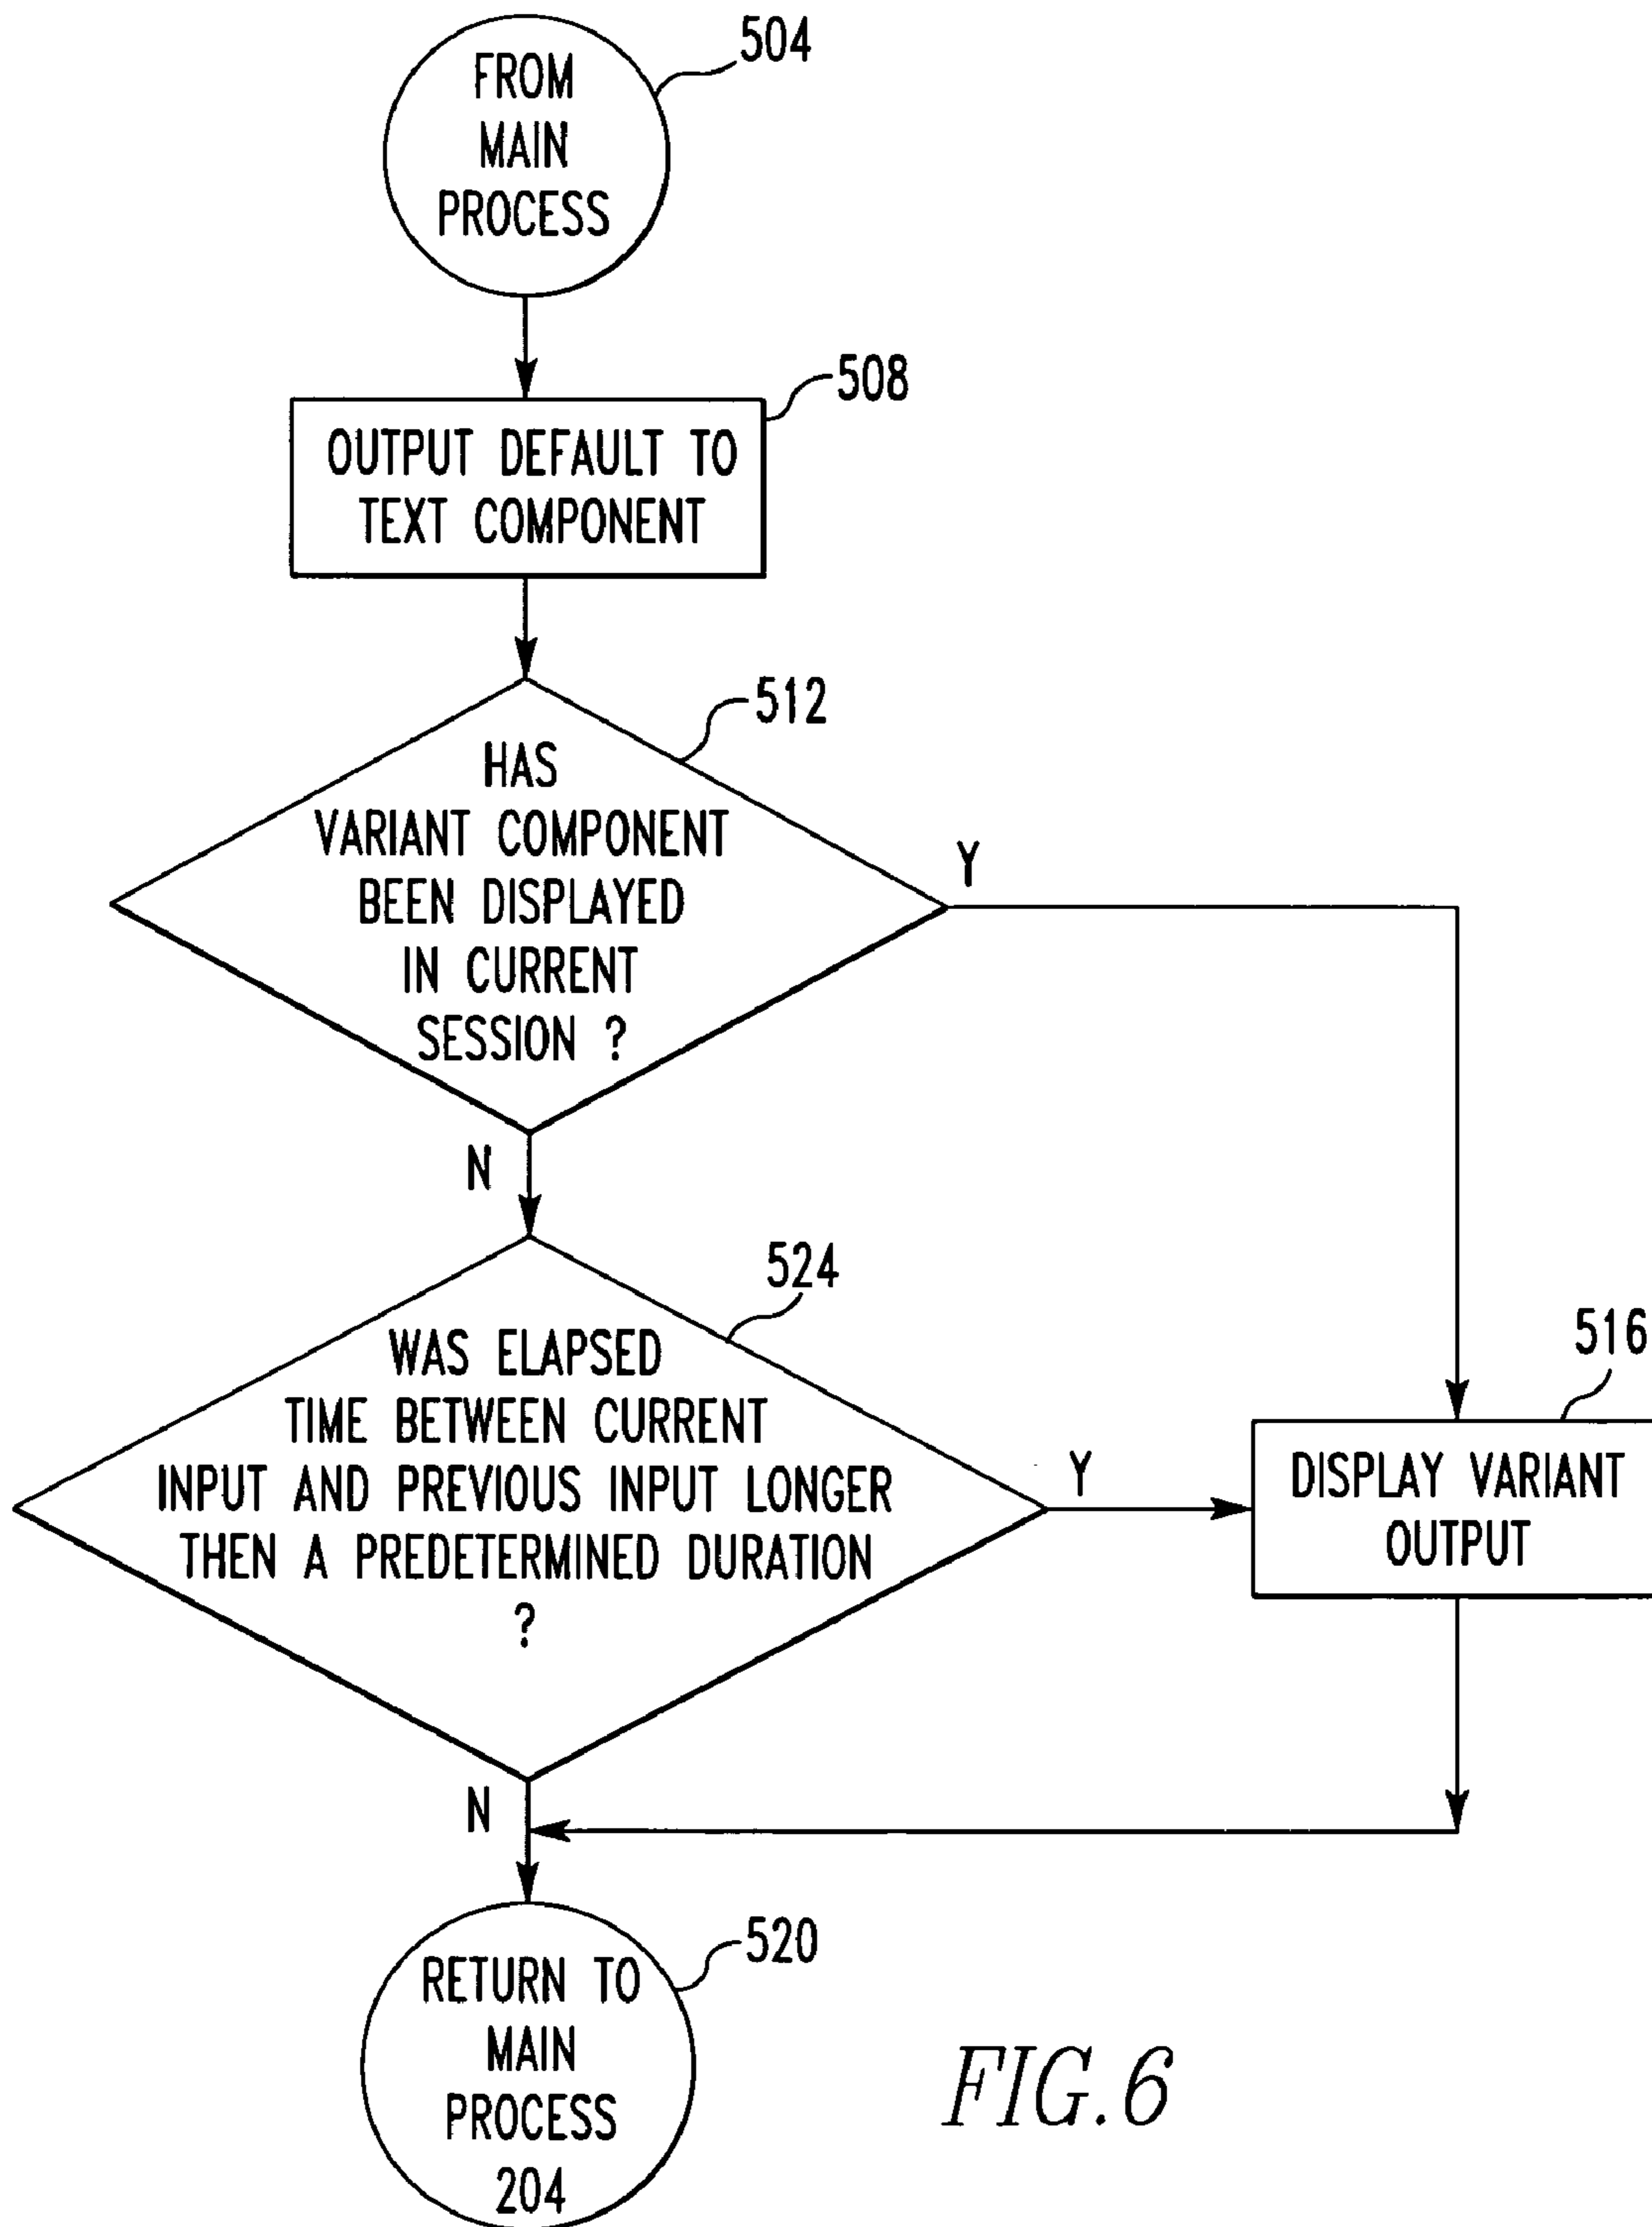 504
FROM
MAIN
PROCESS
508
OUTPUT DEFAULT TO
TEXT COMPONENT
512
HAS
VARIANT COMPONENT
BEEN DISPLAYED
IN CURRENT
SESSION ?
Y
N
524
WAS ELAPSED
TIME BETWEEN CURRENT
INPUT AND PREVIOUS INPUT LONGER
THEN A PREDETERMINED DURATION
?
Y
516
DISPLAY VARIANT
OUTPUT
N
520
RETURN TO
MAIN
PROCESS
204
FIG.6